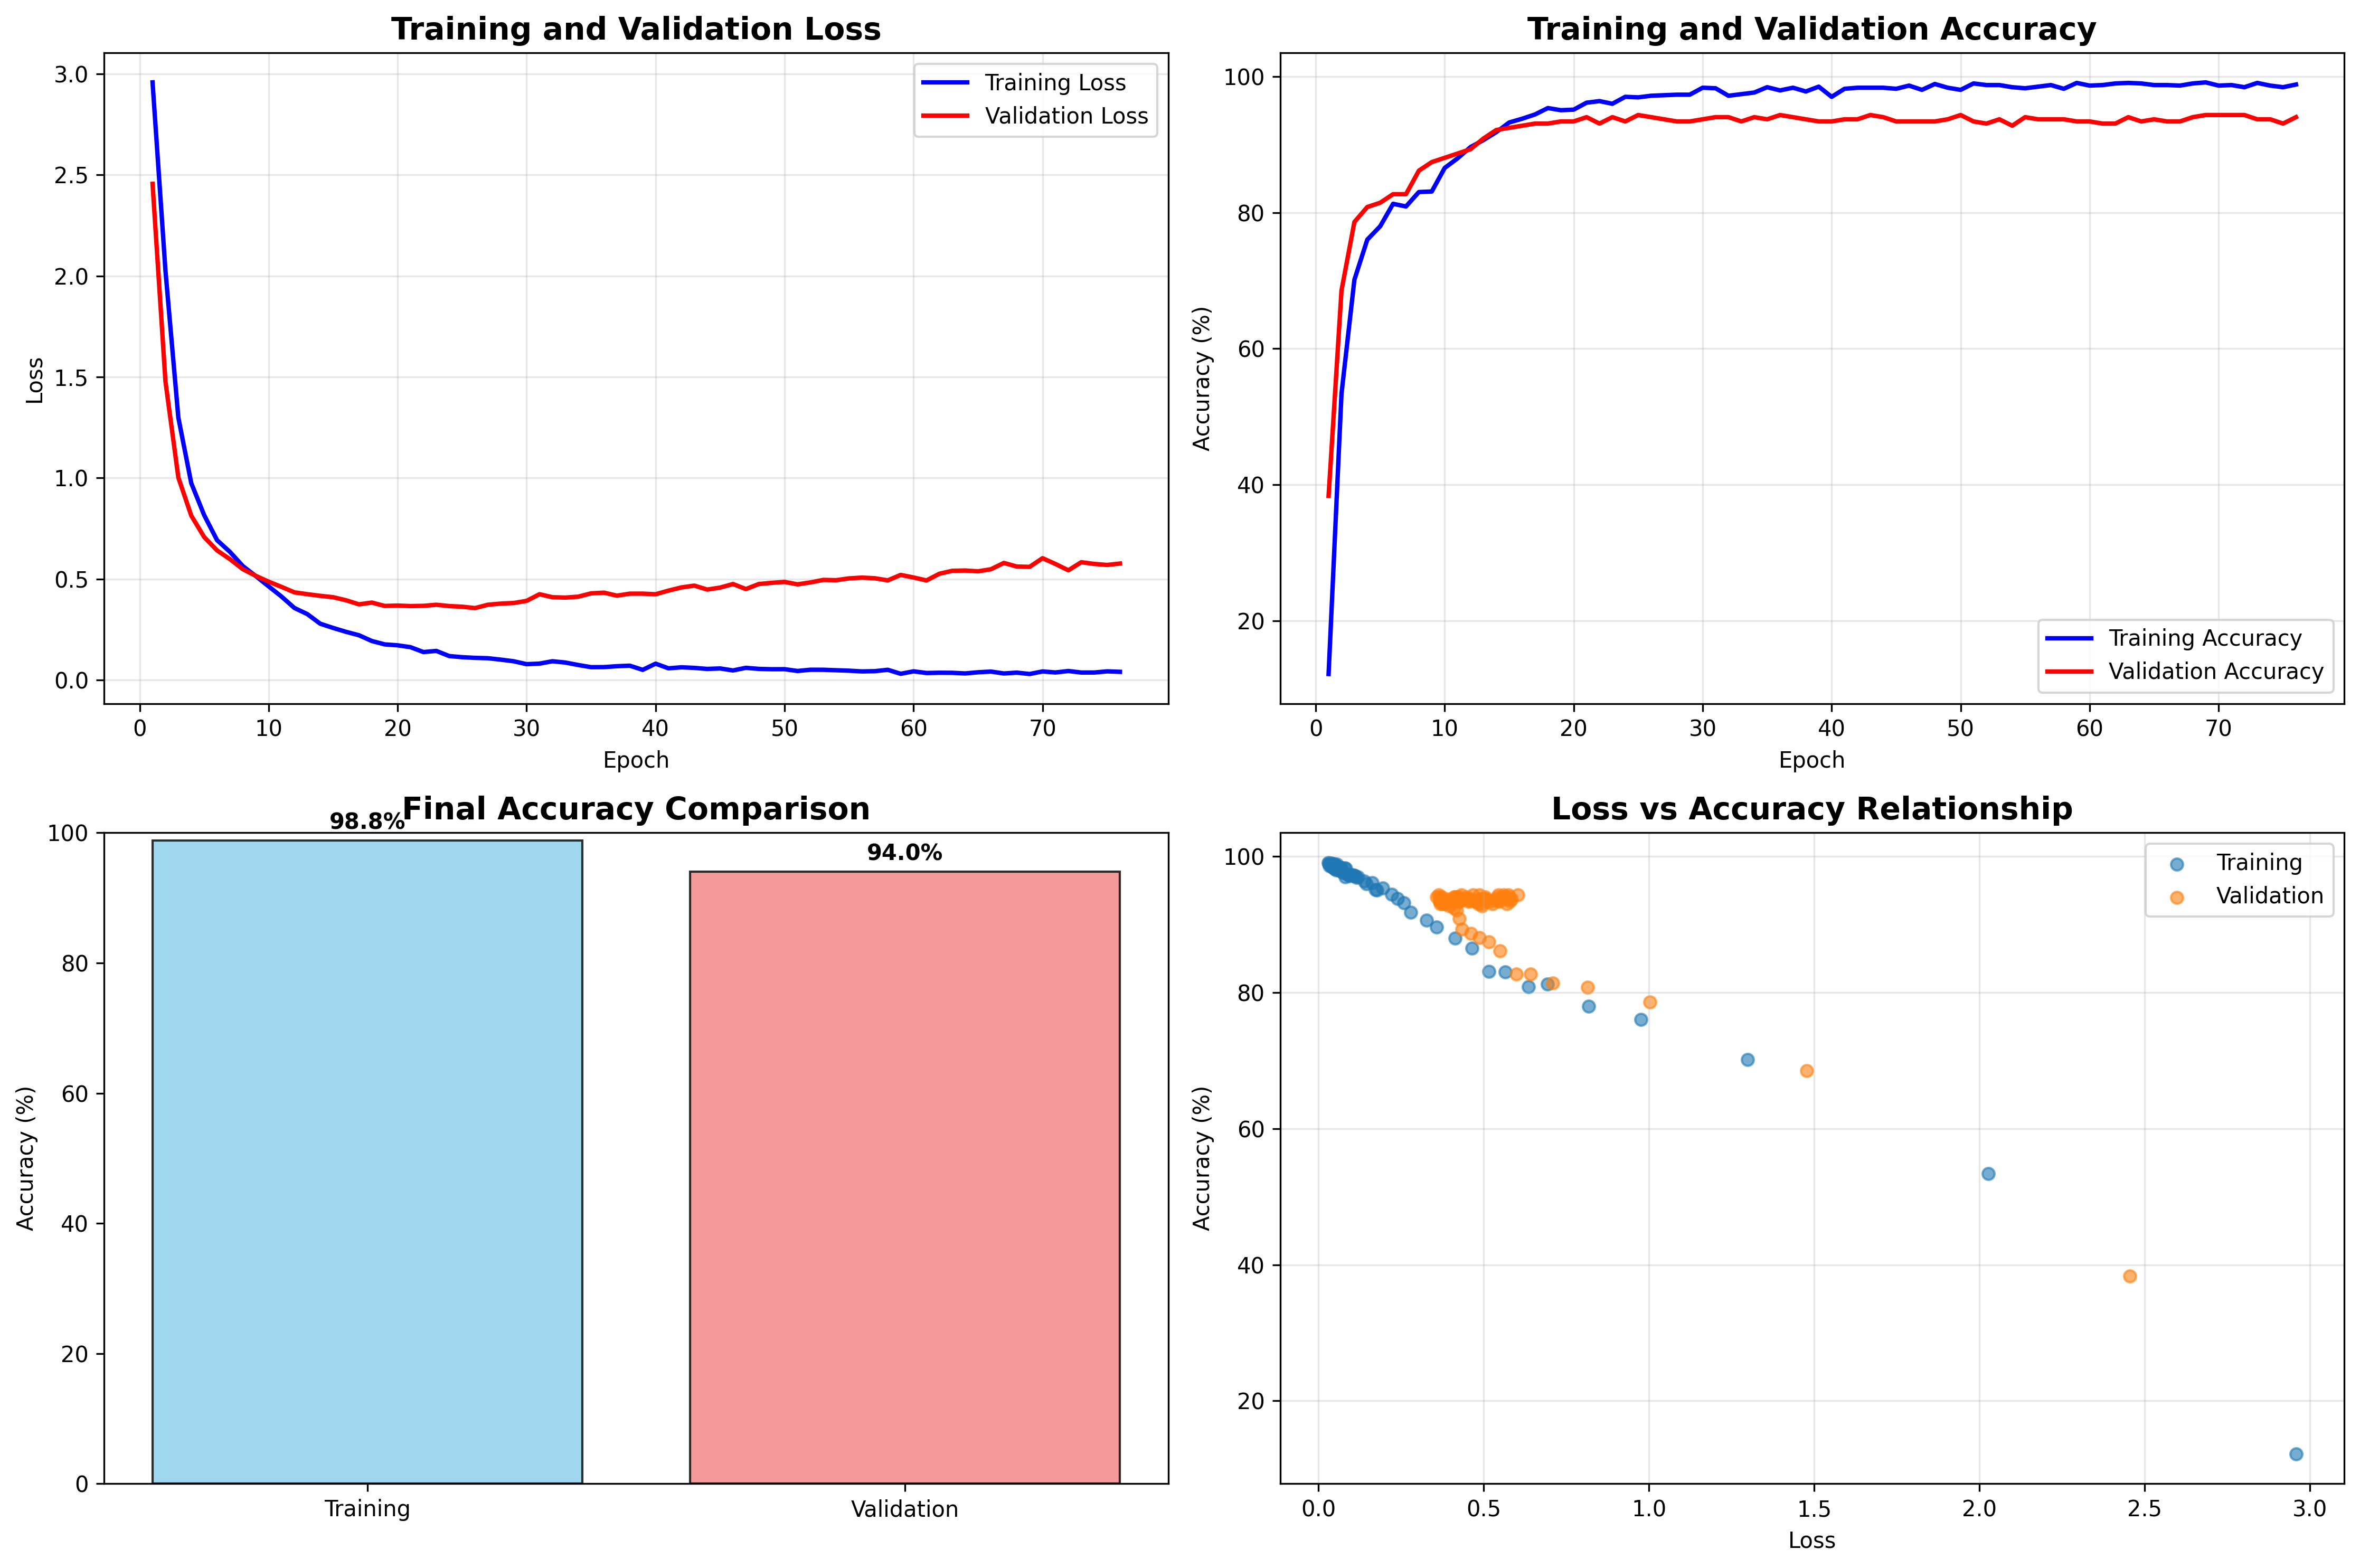 Training and Validation Loss
3.0
2.5
2.0
1.5
1.0
0.5
0.0
Loss
Training Loss
Validation Loss
0 10 20 30 40 50 60 70
Epoch
Training and Validation Accuracy
100
80
60
40
20
Accuracy (%)
Training Accuracy
Validation Accuracy
0 10 20 30 40 50 60 70
Epoch
Final Accuracy Comparison
98.8%
94.0%
100
80
60
40
20
0
Accuracy (%)
Training Validation
Loss vs Accuracy Relationship
100
80
60
40
20
Accuracy (%)
Training
Validation
0.0 0.5 1.0 1.5 2.0 2.5 3.0
Loss